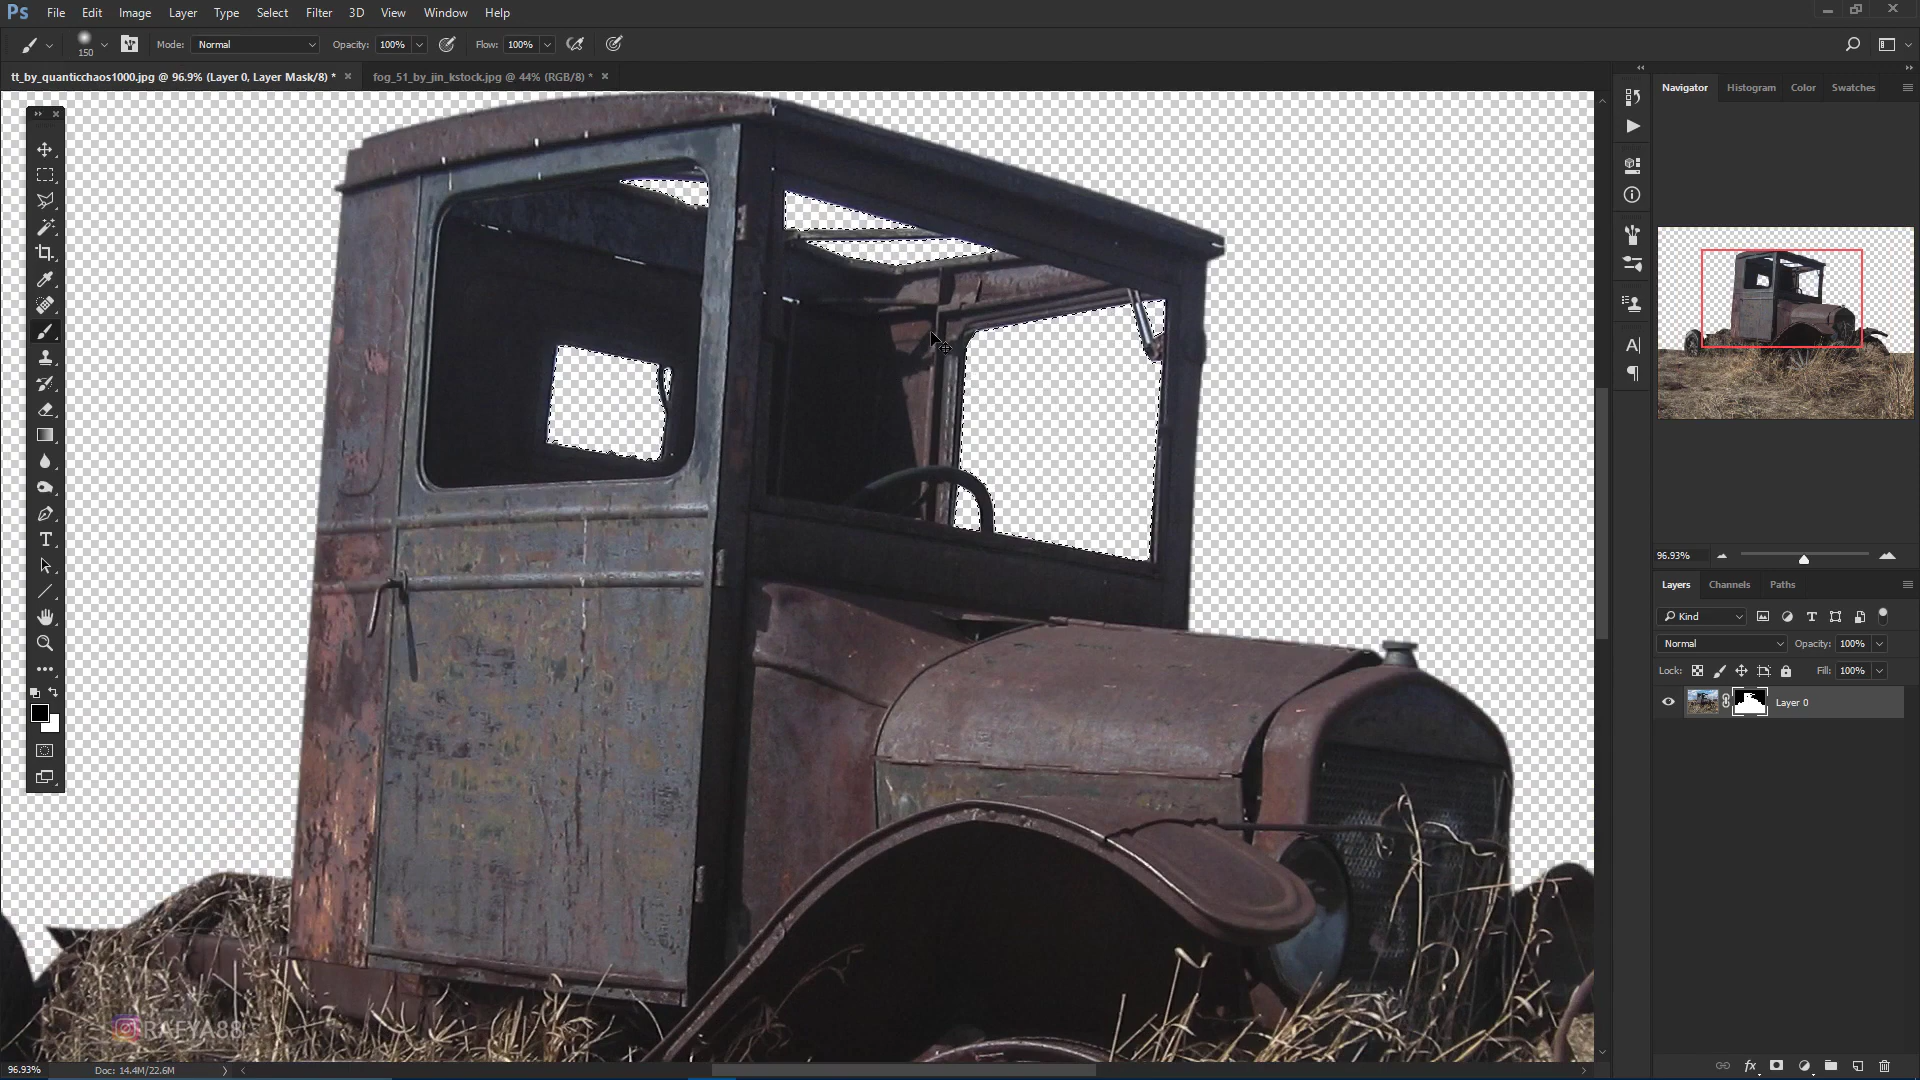 Ps File Edit Image Layer Type Select Filter 3D View Window Help
150 Mode: Normal Opacity: 100% Flow: 100%
tt_by_quanticchaos1000.jpg @ 96.9% (Layer 0, Layer Mask/8) * × fog_51_by_jin_kstock.jpg @ 44% (RGB/8) * ×
Navigator Histogram Color Swatches
96.93%
Layers Channels Paths
Kind
Normal Opacity: 100%
Lock: Fill: 100%
Layer 0
RAFYA88
96.93% Doc: 14.4M/22.6M